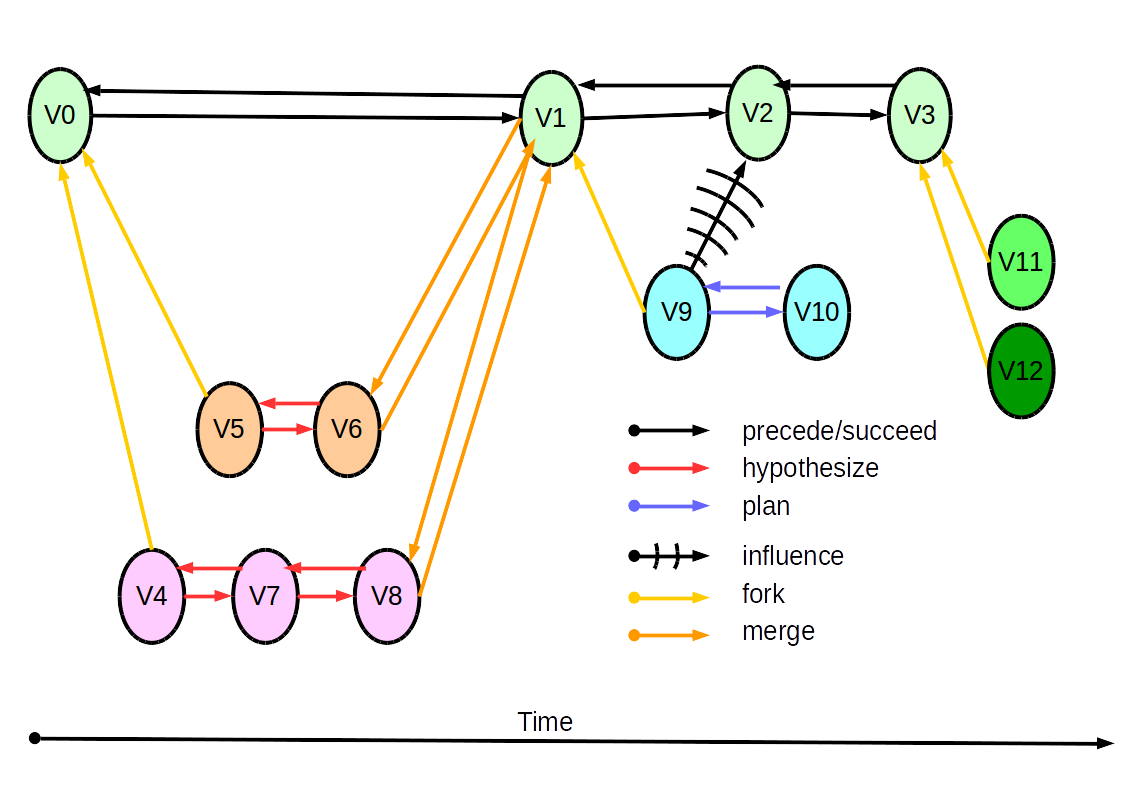 V0
V1
V2
V3
V11
V9
V10
V12
V5
V6
precede/succeed
hypothesize
plan
influence
V4
V7
V8
fork
merge
Time